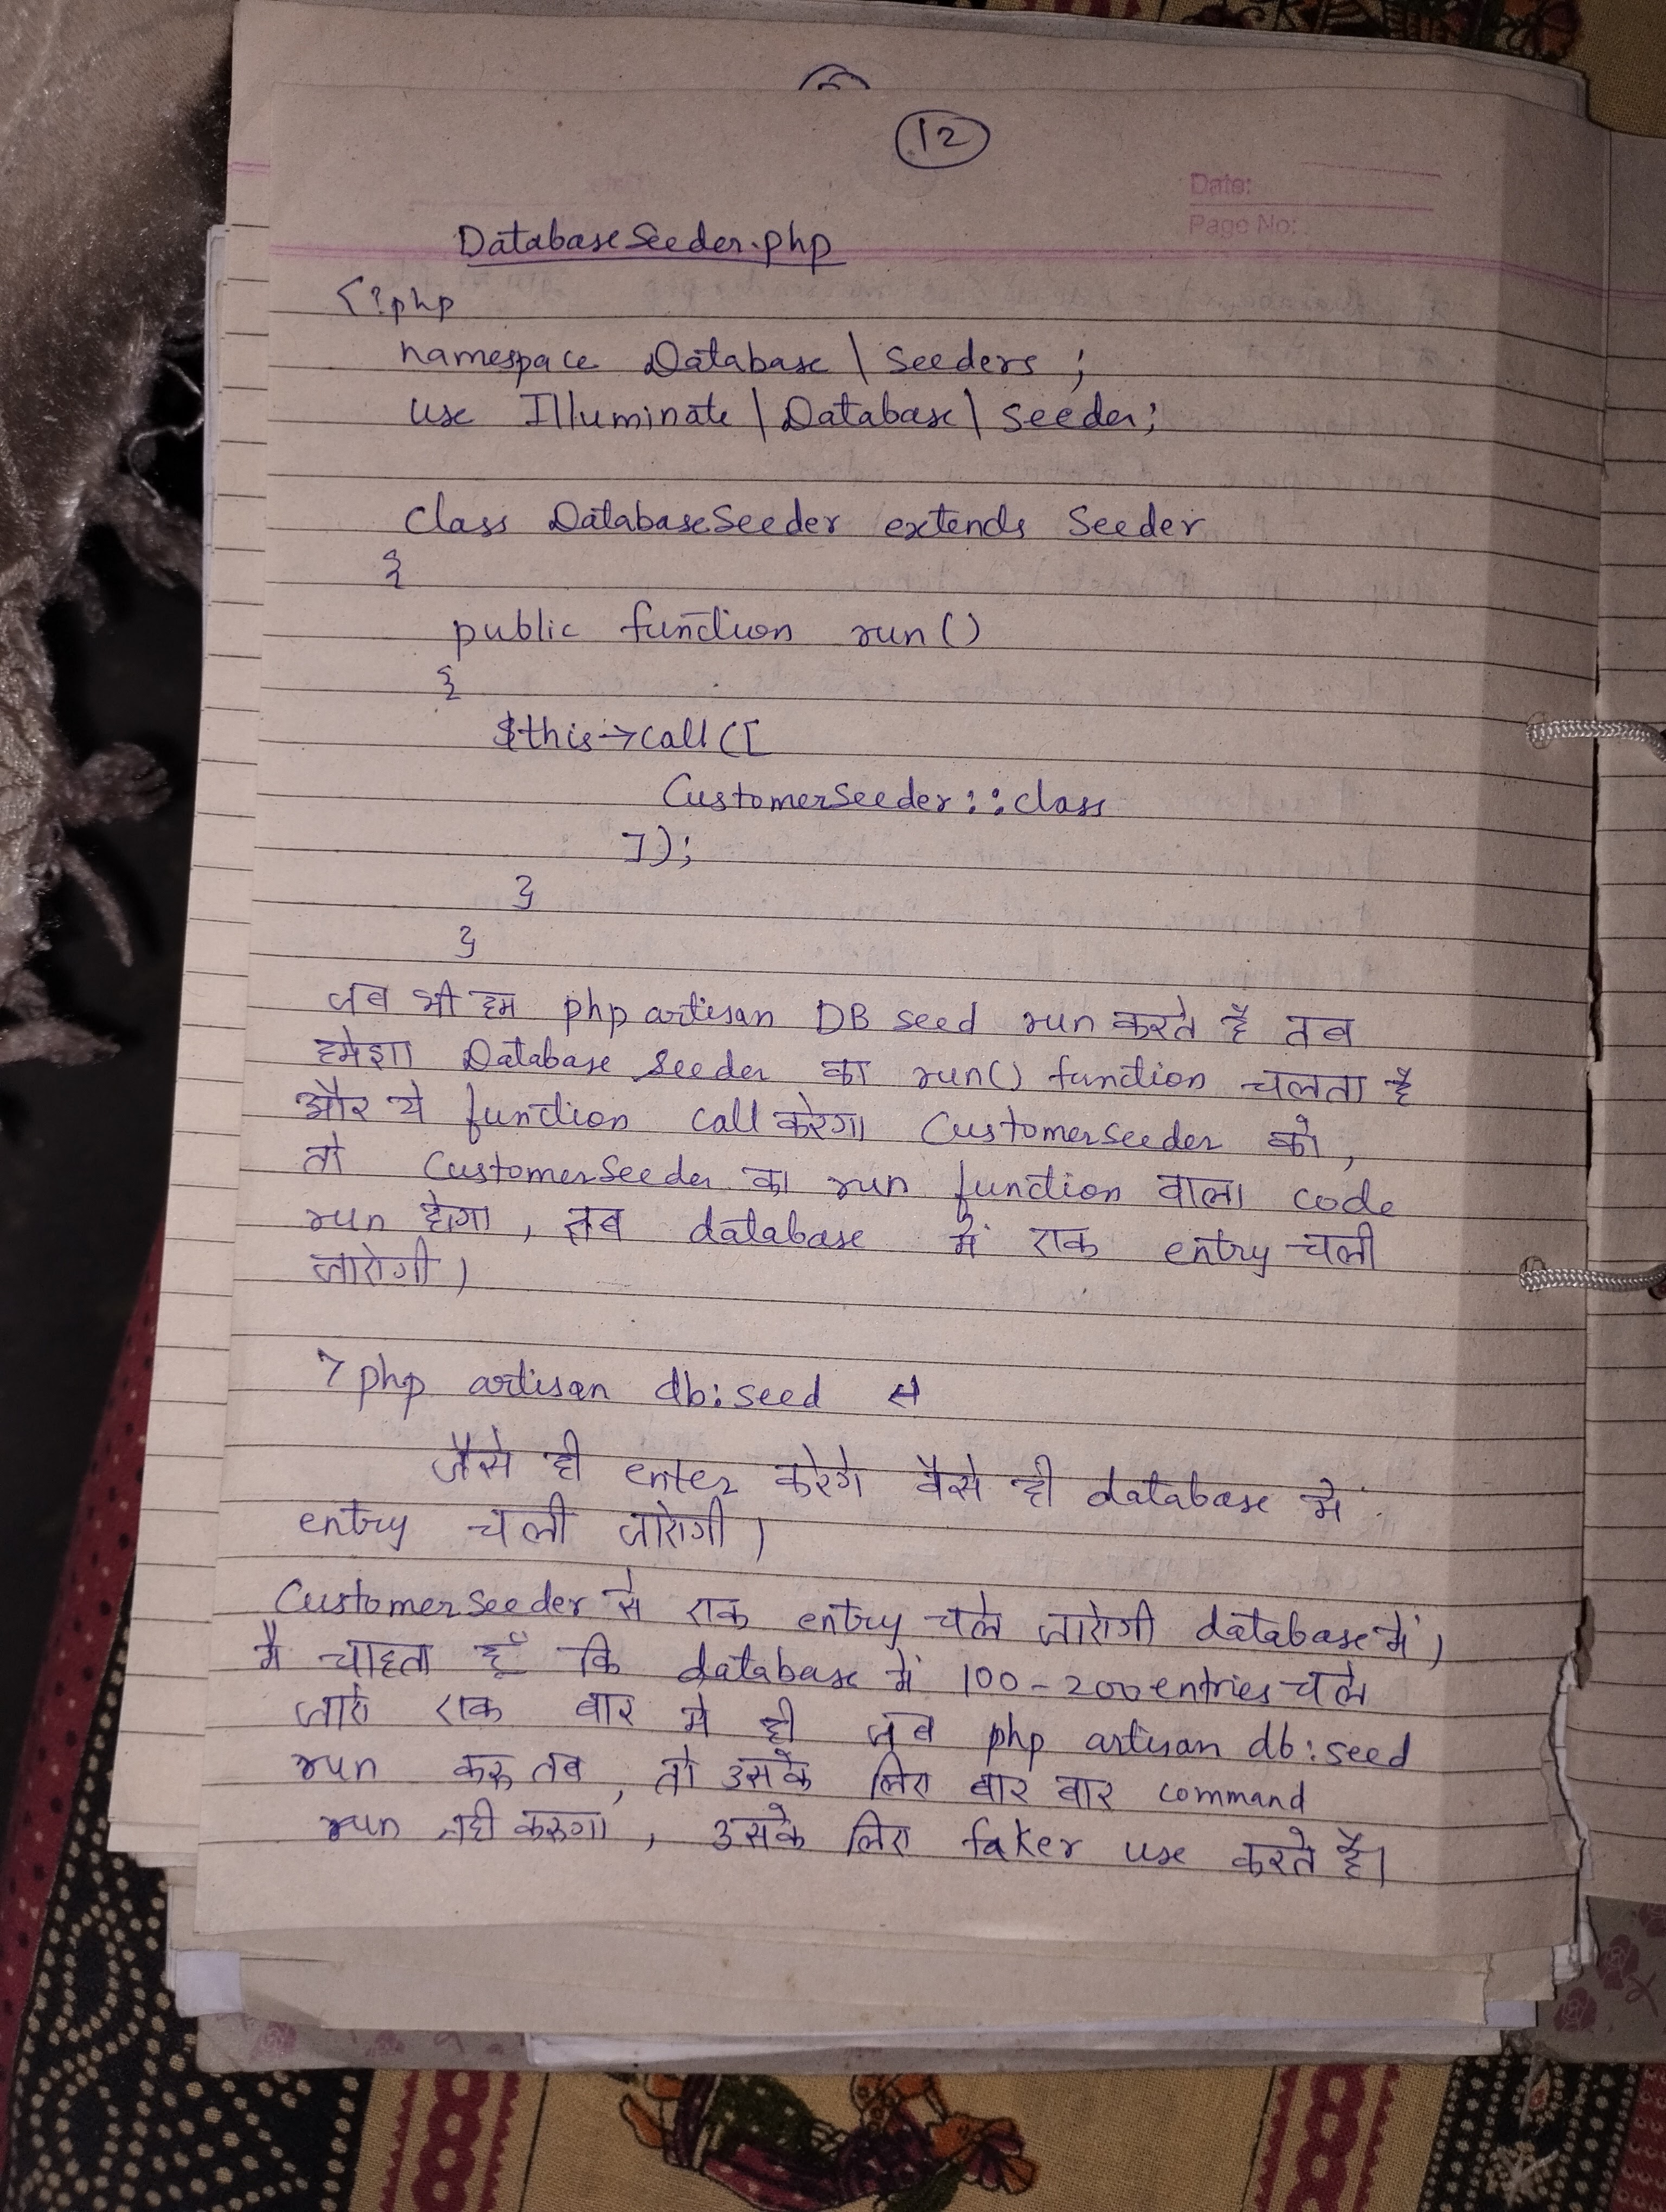 12
Date:
Page No:
DatabaseSeeder.php
<?php
namespace Database \ Seeders ;
use Illuminate \ Database \ Seeder;
class DatabaseSeeder extends Seeder
{
public function run()
{
$this->call([
CustomerSeeder::class
]);
}
}
जब भी हम php artisan DB seed run करते है तब
हमेशा Database Seeder का run() function चलता है
और ये function call करेगा CustomerSeeder को,
तो CustomerSeeder का run function वाला code
run होगा, तब database में एक entry चली
जाएगी।
> php artisan db:seed ↵
जैसे ही enter करेगे वैसे ही database मे
entry चली जाएगी।
CustomerSeeder से एक entry चले जाएगी database में।
मै चाहता हूँ कि database में 100-200 entries चले
जाए एक बार मे ही जब php artisan db:seed
run करू तब, तो उसके लिए बार बार command
run नही करूगा, उसके लिए faker use करते है।